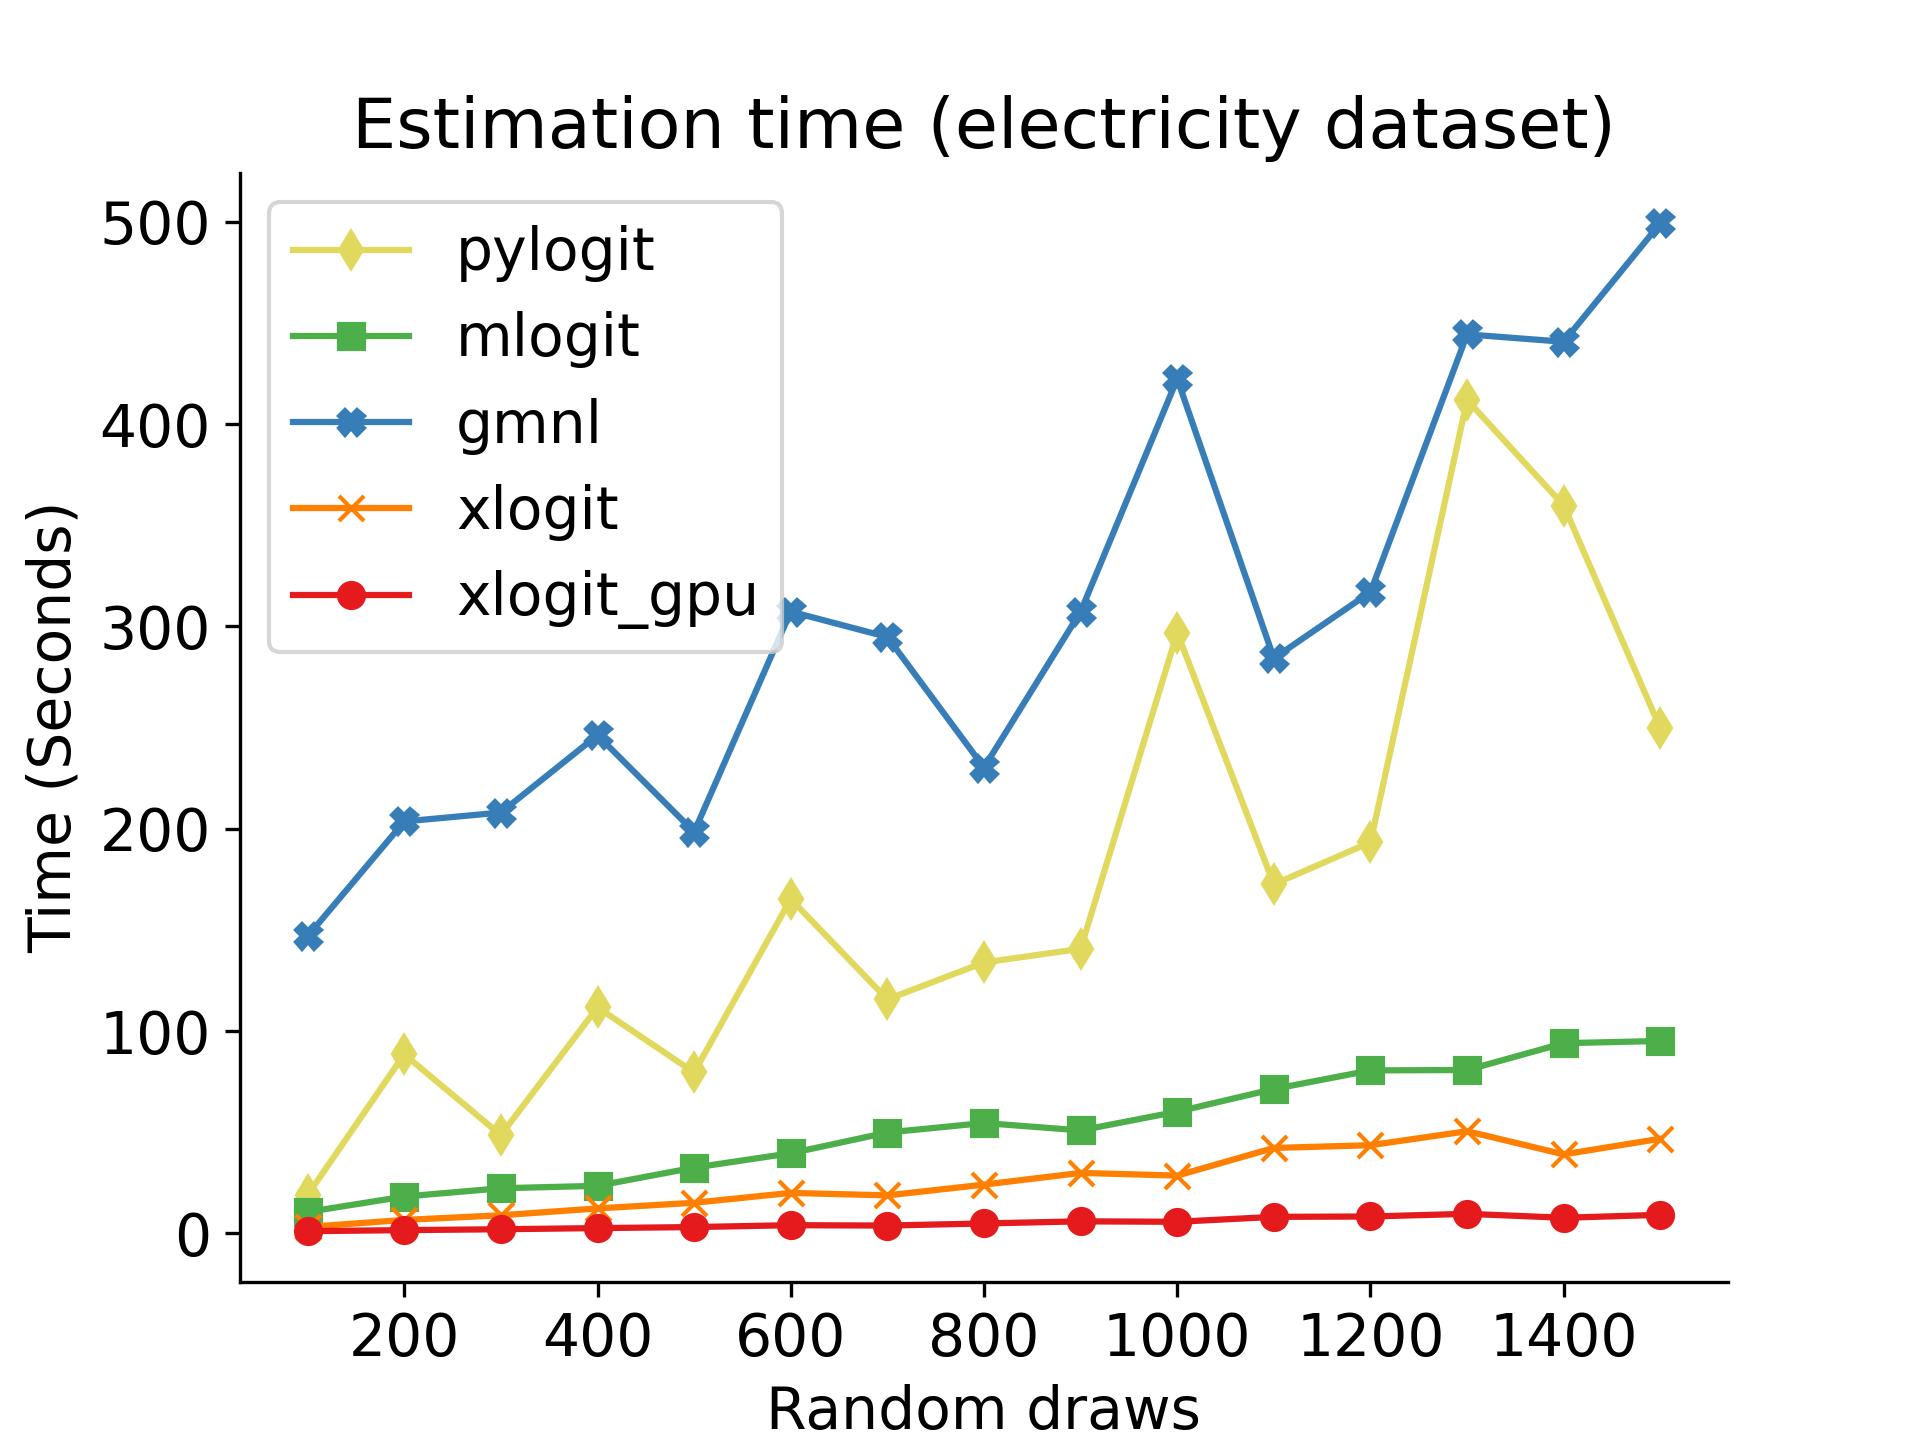 Estimation time (electricity dataset)
Time (Seconds)
500
400
300
200
100
0
pylogit
mlogit
gmnl
xlogit
xlogit_gpu
200 400 600 800 1000 1200 1400
Random draws